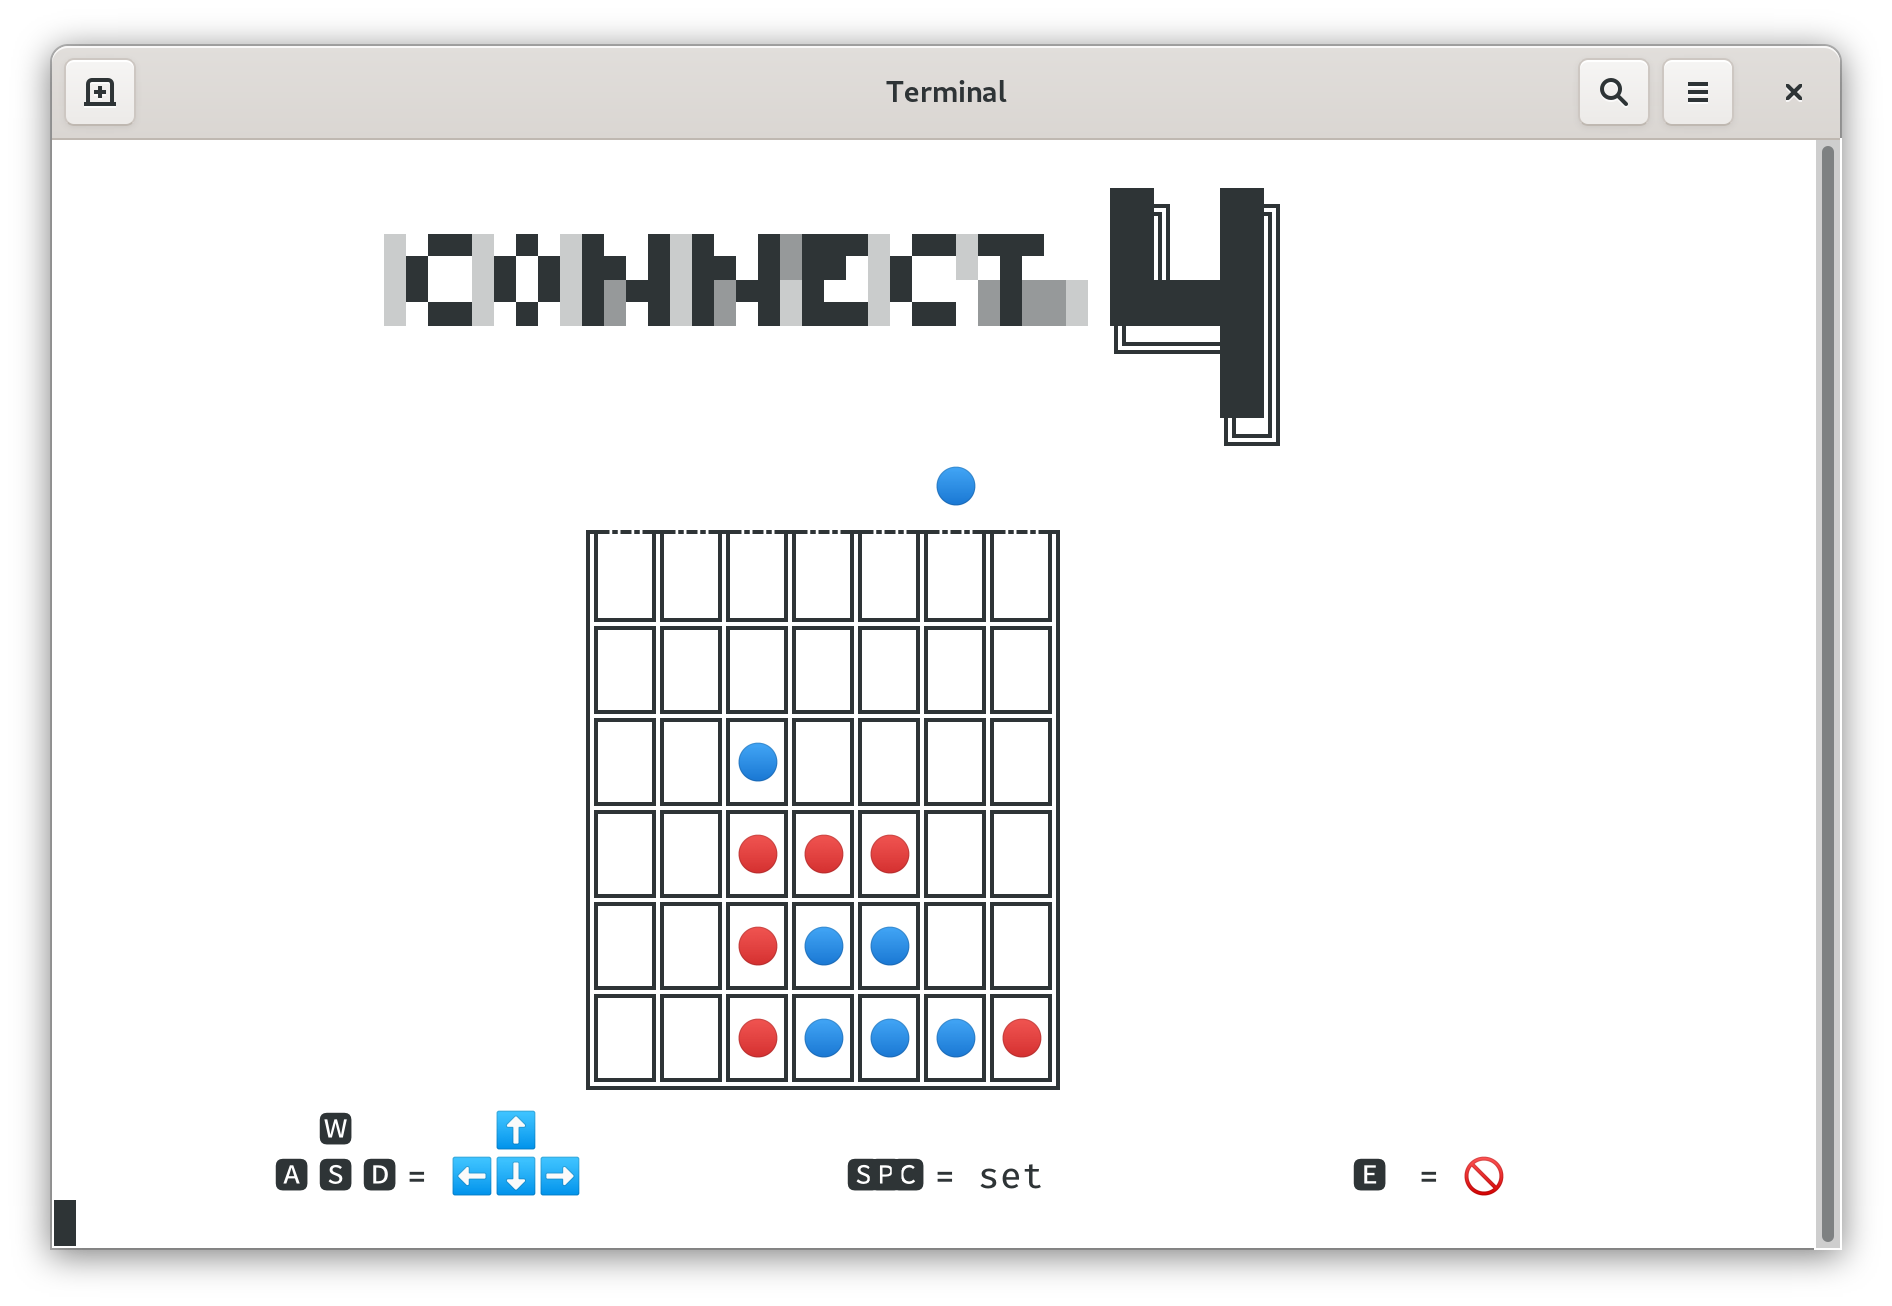 Terminal
CONNECT 4
W
A S D =
SPC = set
E =